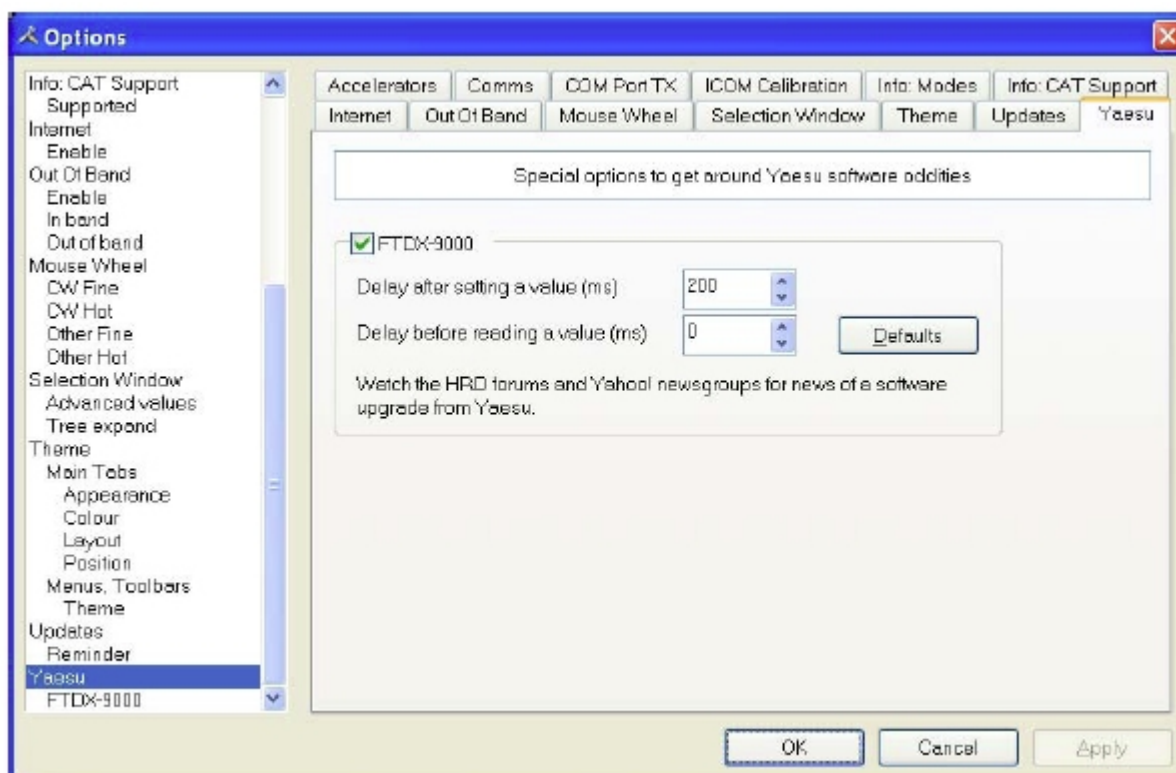 Options
Info: CAT Support
Supported
Internet
Enable
Out Of Band
Enable
In band
Out of band
Mouse Wheel
CW Fine
CW Hot
Other Fine
Other Hot
Selection Window
Advanced values
Tree expand
Theme
Main Tabs
Appearance
Colour
Layout
Position
Menus, Toolbars
Theme
Updates
Reminder
Yaesu
FTDX-9000
Accelerators Comms COM Port TX ICOM Calibration Info: Modes Info: CAT Support
Internet Out Of Band Mouse Wheel Selection Window Theme Updates Yaesu
Special options to get around Yaesu software oddities
FTDX-9000
Delay after setting a value (ms) 200
Delay before reading a value (ms) 0 Defaults
Watch the HRD forums and Yahoo! newsgroups for news of a software
upgrade from Yaesu.
OK Cancel Apply